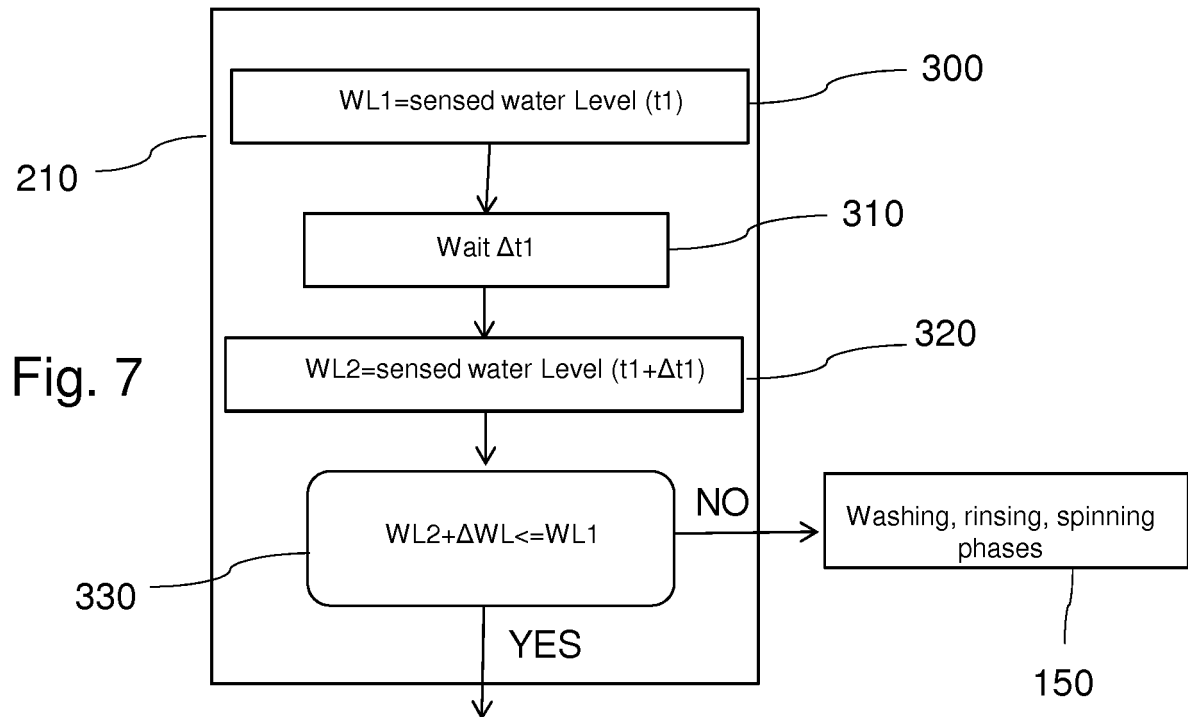 WL1=sensed water Level (t1)
300
210
Wait Δt1
310
WL2=sensed water Level (t1+Δt1)
320
Fig. 7
WL2+ΔWL<=WL1
NO
Washing, rinsing, spinning
phases
330
YES
150